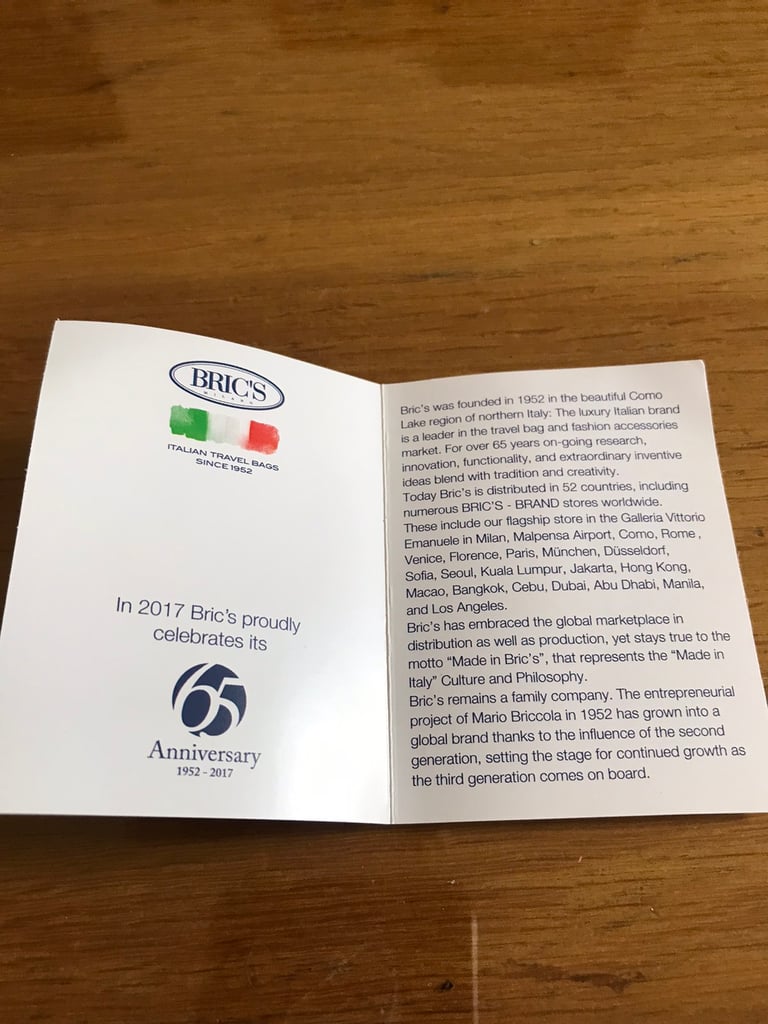 BRIC'S
MILANO
ITALIAN TRAVEL BAGS
SINCE 1952
In 2017 Bric's proudly
celebrates its
65
Anniversary
1952 - 2017
Bric's was founded in 1952 in the beautiful Como
Lake region of northern Italy: The luxury Italian brand
is a leader in the travel bag and fashion accessories
market. For over 65 years on-going research,
innovation, functionality, and extraordinary inventive
ideas blend with tradition and creativity.
Today Bric's is distributed in 52 countries, including
numerous BRIC'S - BRAND stores worldwide.
These include our flagship store in the Galleria Vittorio
Emanuele in Milan, Malpensa Airport, Como, Rome ,
Venice, Florence, Paris, München, Düsseldorf,
Sofia, Seoul, Kuala Lumpur, Jakarta, Hong Kong,
Macao, Bangkok, Cebu, Dubai, Abu Dhabi, Manila,
and Los Angeles.
Bric's has embraced the global marketplace in
distribution as well as production, yet stays true to the
motto “Made in Bric's”, that represents the “Made in
Italy” Culture and Philosophy.
Bric's remains a family company. The entrepreneurial
project of Mario Briccola in 1952 has grown into a
global brand thanks to the influence of the second
generation, setting the stage for continued growth as
the third generation comes on board.